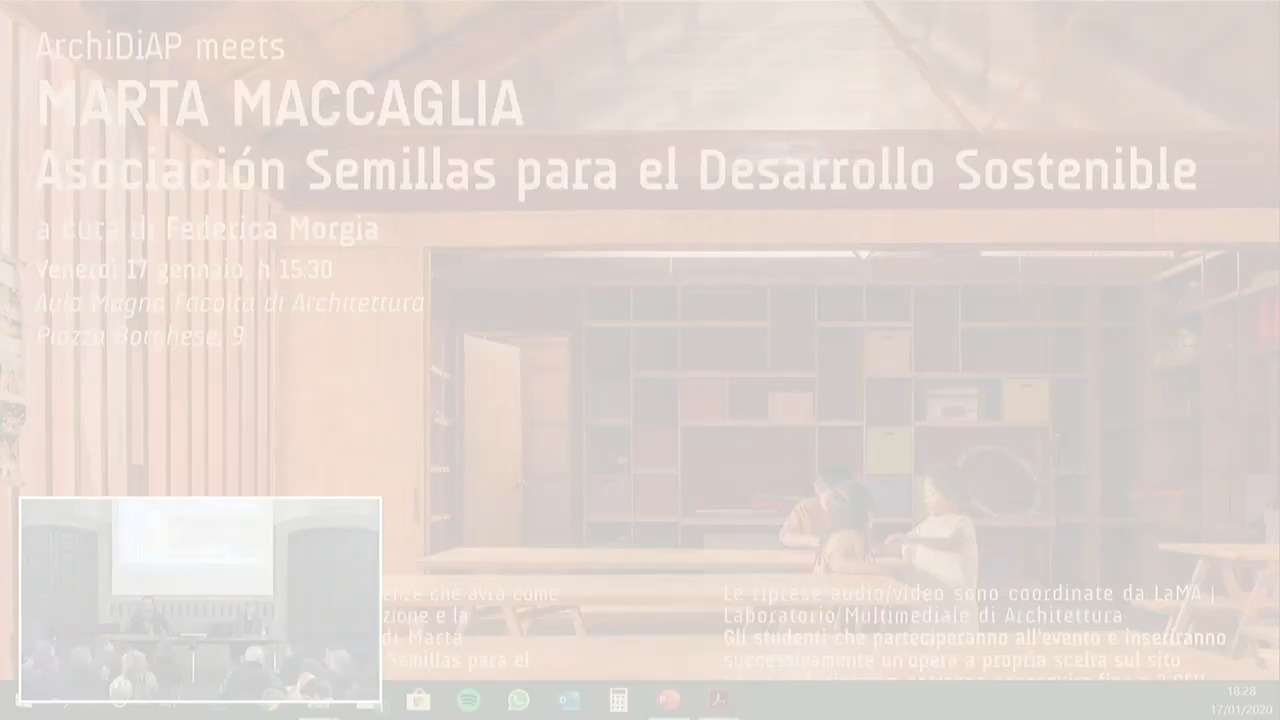 ArchiDiAP meets
MARTA MACCAGLIA
Asociación Semillas para el Desarrollo Sostenible
a cura di Federica Morgia
Venerdì 17 gennaio, h 15.30
Aula Magna Facoltà di Architettura
Piazza Borghese, 9
che avrà come
zione e la
di Marta
Semillas para el
Le riprese audio/video sono coordinate da LaMA |
Laboratorio Multimediale di Architettura
Gli studenti che parteciperanno all'evento e inseriranno
successivamente un'opera a propria scelta sul sito
18:28
17/01/2020